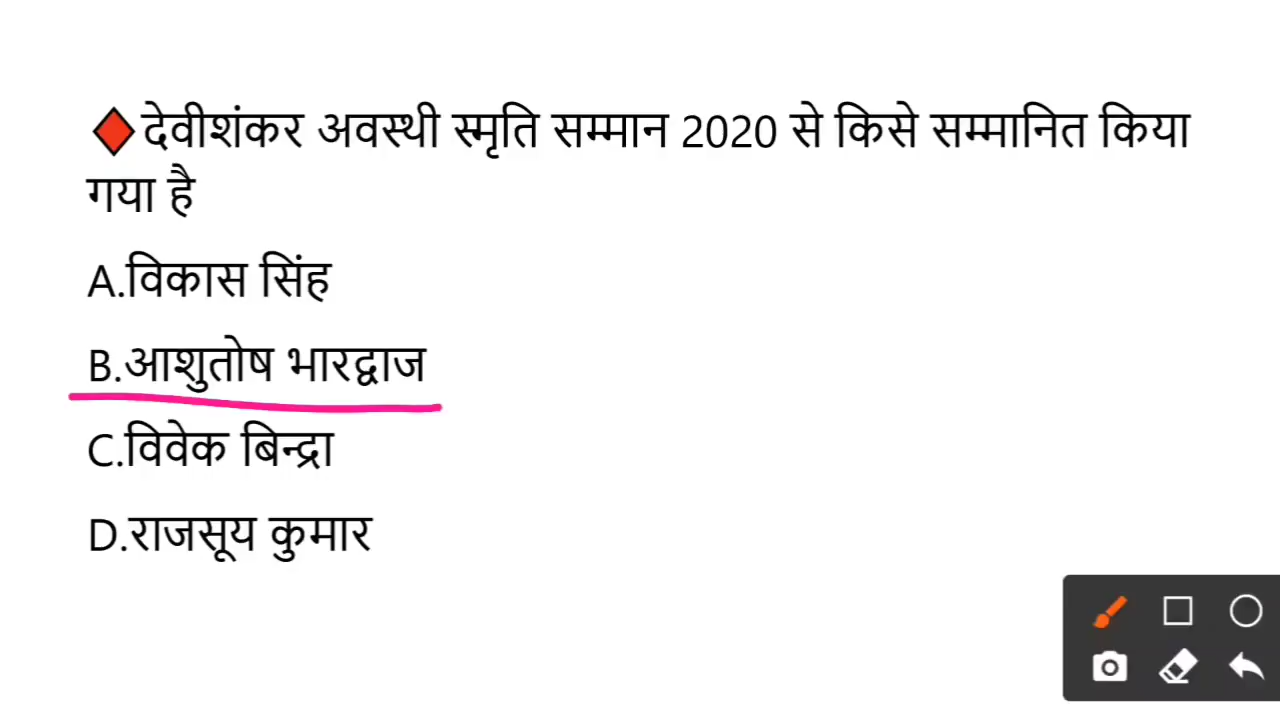 ♦देवीशंकर अवस्थी स्मृति सम्मान 2020 से किसे सम्मानित किया
गया है
A.विकास सिंह
B.आशुतोष भारद्वाज
C.विवेक बिन्द्रा
D.राजसूय कुमार